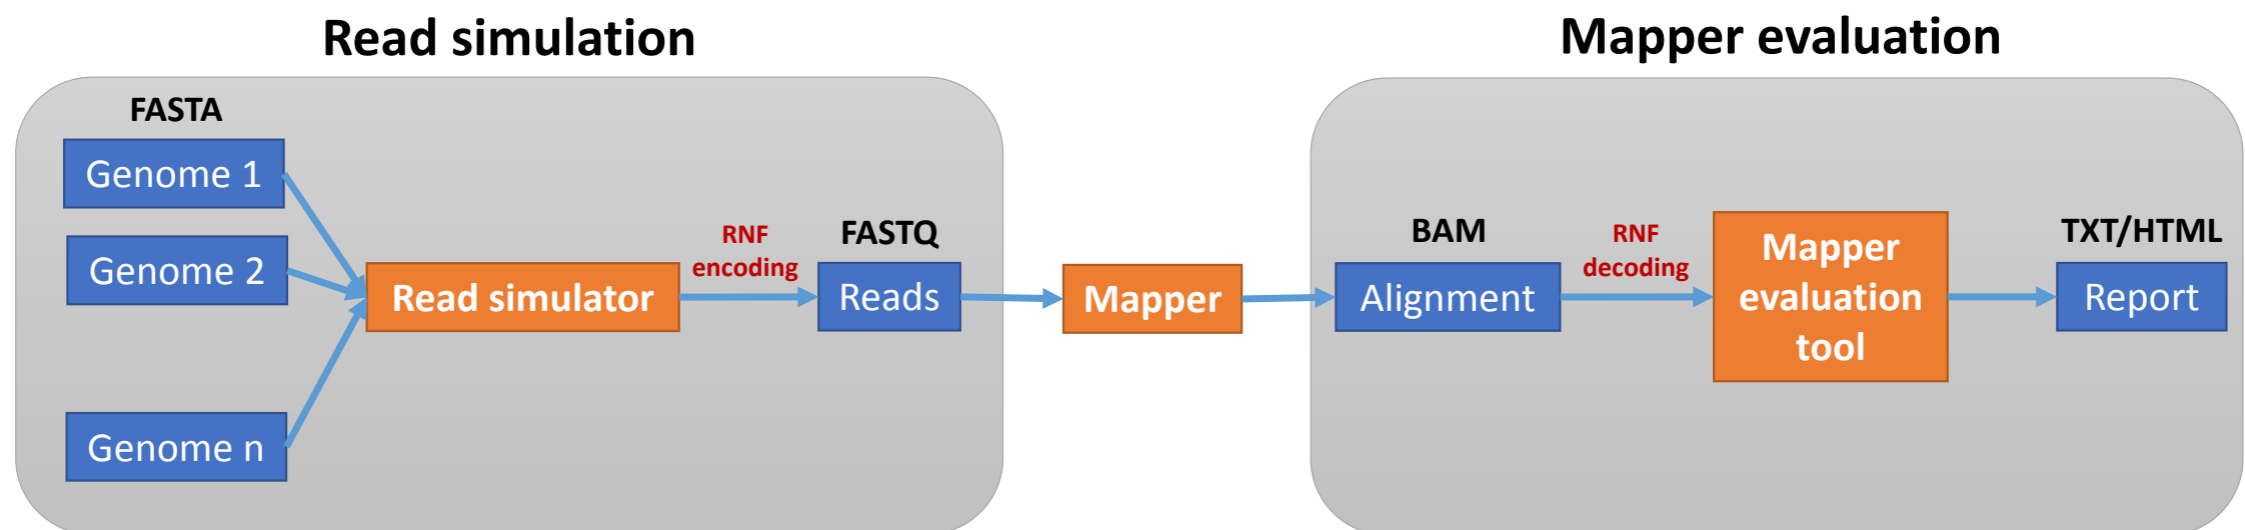 Read simulation
FASTA
Genome 1
Genome 2
Genome n
Read simulator
RNF
encoding
FASTQ
Reads
Mapper
Mapper evaluation
BAM
Alignment
RNF
decoding
Mapper
evaluation
tool
TXT/HTML
Report